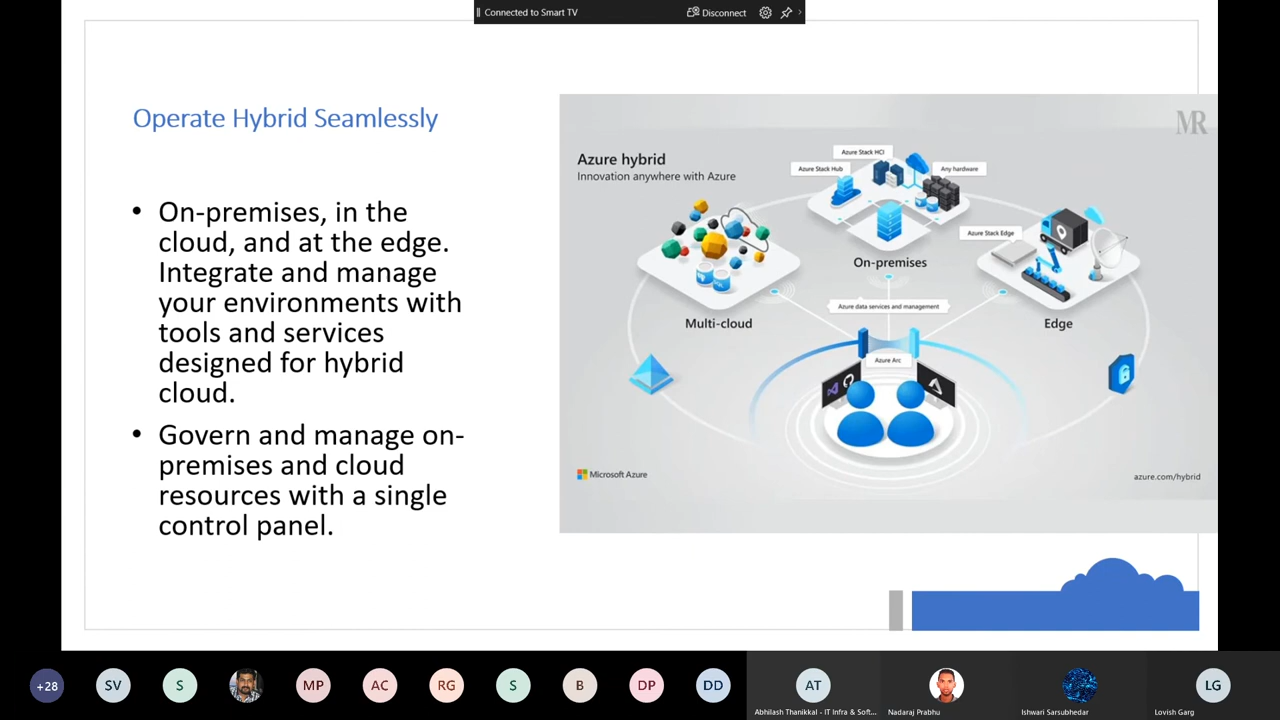 Connected to Smart TV
Disconnect
Operate Hybrid Seamlessly
• On-premises, in the
cloud, and at the edge.
Integrate and manage
your environments with
tools and services
designed for hybrid
cloud.
• Govern and manage on-
premises and cloud
resources with a single
control panel.
MR
Azure hybrid
Innovation anywhere with Azure
Azure Stack HCI
Azure Stack Hub
Any hardware
Azure Stack Edge
On-premises
Multi-cloud
Edge
Azure data services and management
Azure Arc
Microsoft Azure
azure.com/hybrid
+28
SV
S
MP
AC
RG
S
B
DP
DD
AT
LG
Abhilash Thanikkal - IT Infra & Soft...
Nadaraj Prabhu
Ishwari Sarsubhedar
Lovish Garg